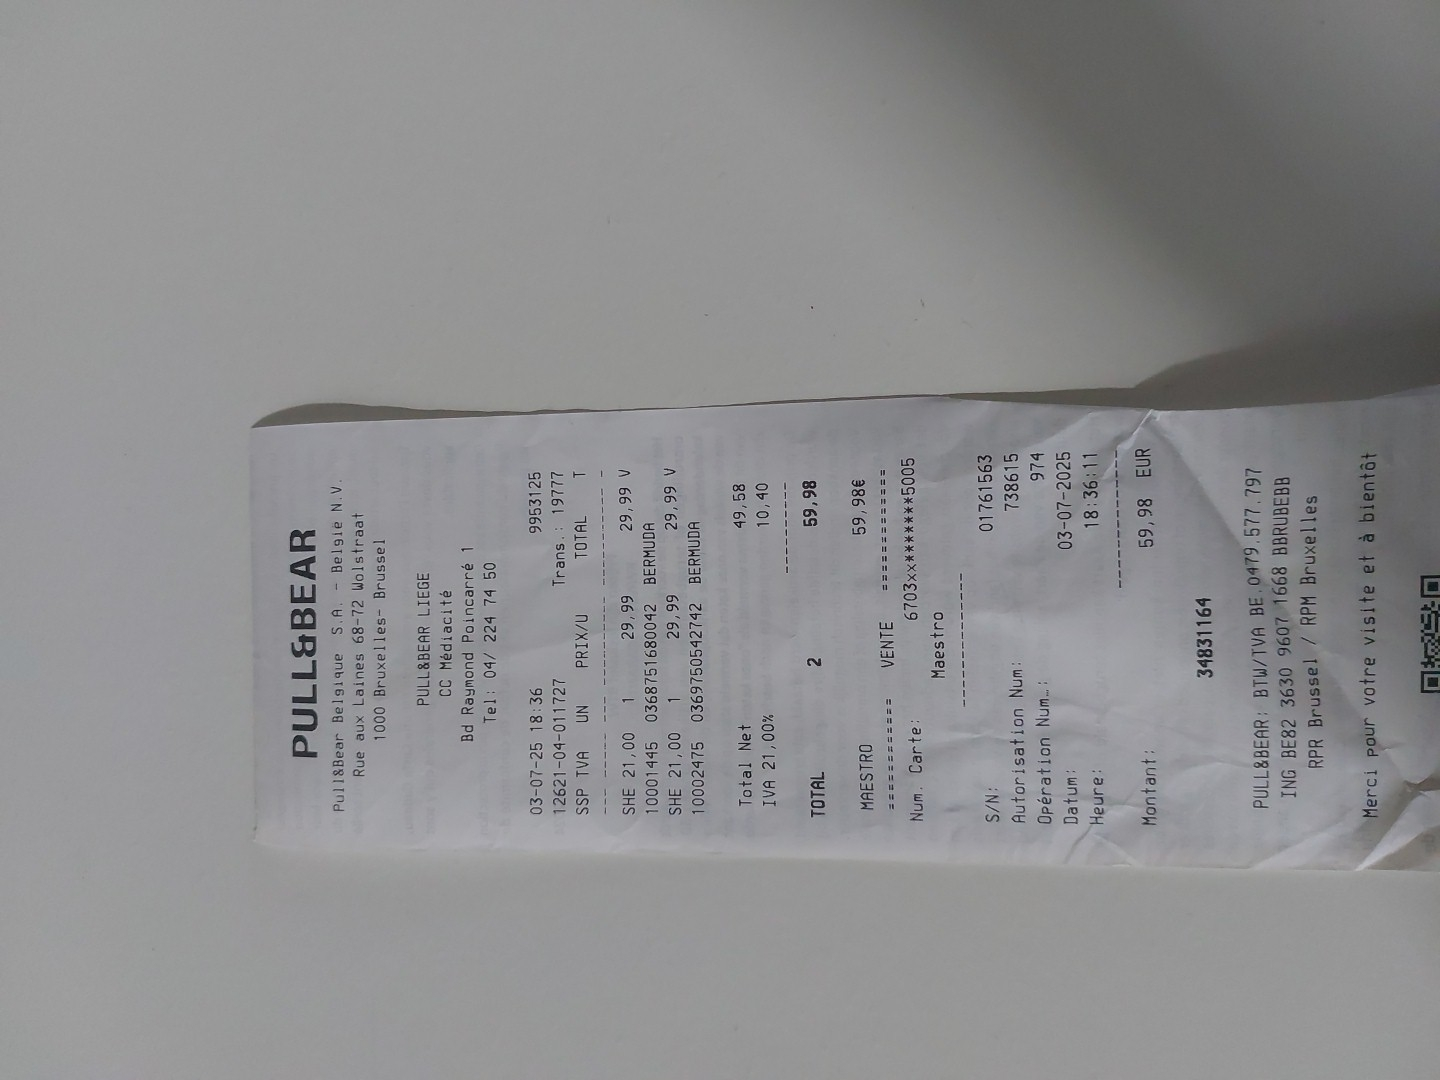 PULL&BEAR
Pull&Bear Belgique S.A. - Belgie N.V.
Rue aux Laines 68-72 Wolstraat
1000 Bruxelles- Brussel
PULL&BEAR LIEGE
CC Médiacité
Bd Raymond Poincarré 1
Tel: 04/ 224 74 50
03-07-25 18:36 9953125
12621-04-011727 Trans.: 19777
SSP TVA UN PRIX/U TOTAL T
SHE 21,00 1 29,99 29,99 V
10001445 03687516800042 BERMUDA
SHE 21,00 1 29,99 29,99 V
10002475 0369750542742 BERMUDA
Total Net 49,58
IVA 21,00% 10,40
TOTAL 2 59,98
MAESTRO 59,98€
=========== VENTE ===========
Num. Carte: 6703xx********5005
Maestro
S/N: 01761563
Autorisation Num: 738615
Opération Num…: 974
Datum: 03-07-2025
Heure: 18:36:11
Montant: 59,98 EUR
34831164
PULL&BEAR: BTW/TVA BE.0479.577.797
ING BE82 3630 9607 1668 BBRUBEBB
RPR Brussel / RPM Bruxelles
Merci pour votre visite et à bientôt